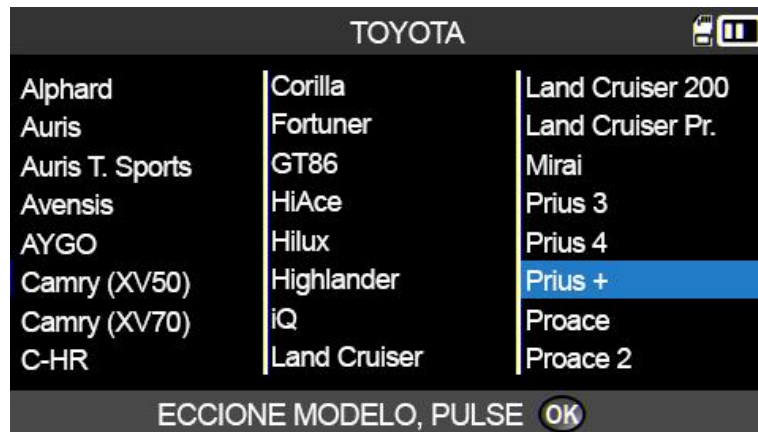 TOYOTA
Alphard
Auris
Auris T. Sports
Avensis
AYGO
Camry (XV50)
Camry (XV70)
C-HR
Corilla
Fortuner
GT86
HiAce
Hilux
Highlander
iQ
Land Cruiser
Land Cruiser 200
Land Cruiser Pr.
Mirai
Prius 3
Prius 4
Prius +
Proace
Proace 2
ECCIONE MODELO, PULSE OK